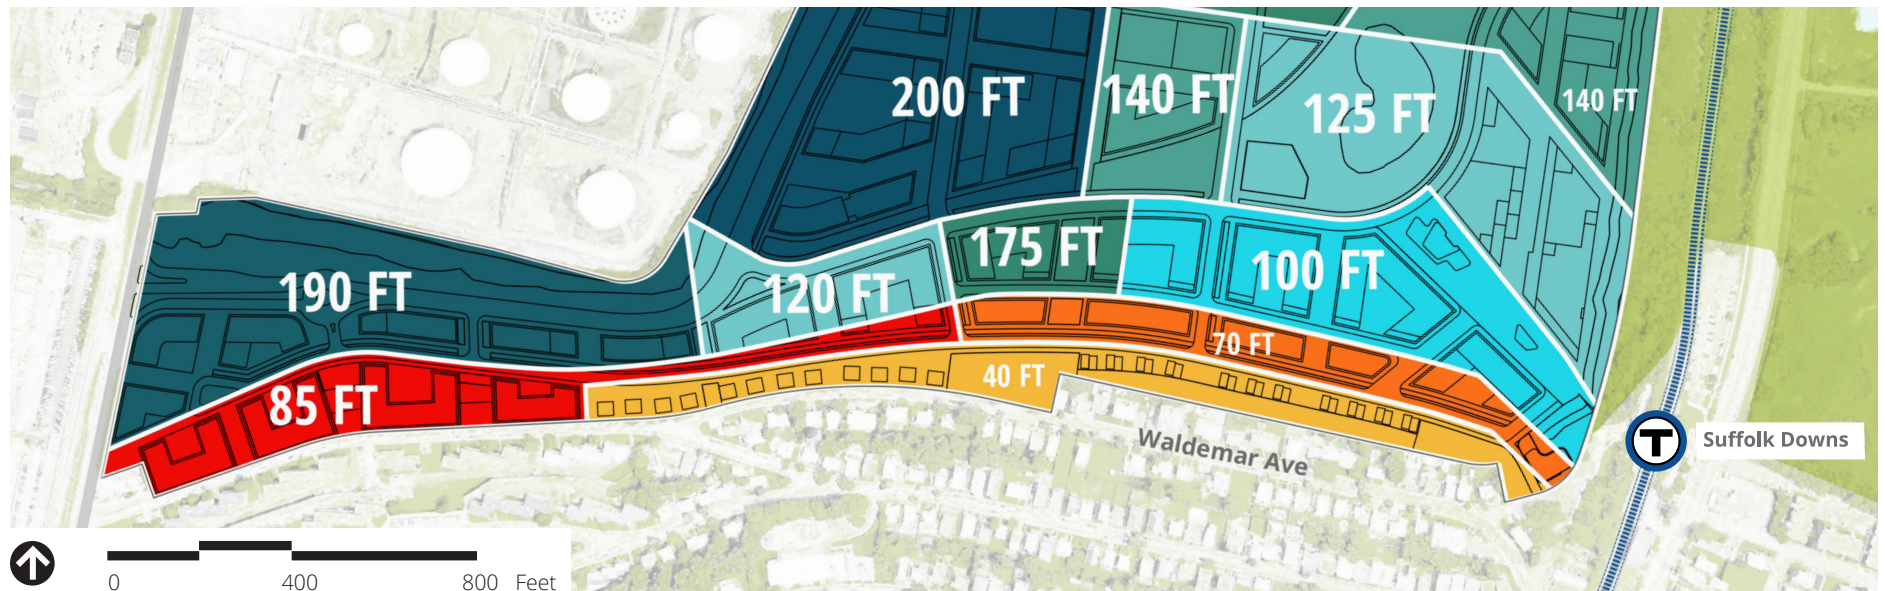 200 FT
140 FT
125 FT
140 FT
190 FT
120 FT
175 FT
100 FT
85 FT
40 FT
70 FT
Waldemar Ave
T
Suffolk Downs
0 400 800 Feet